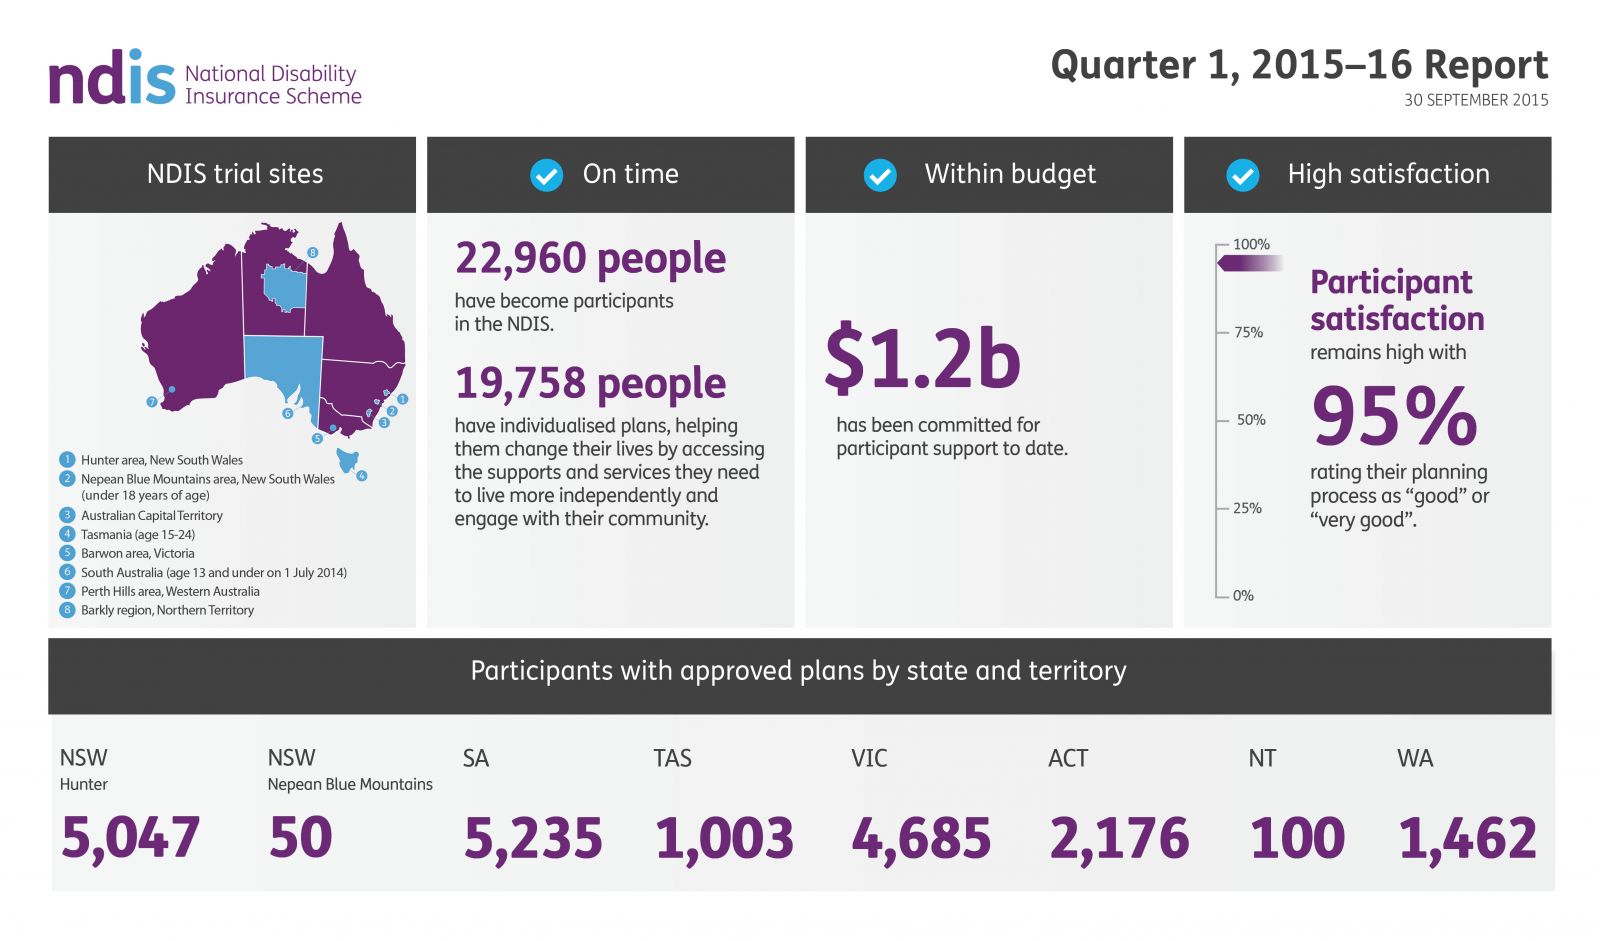 ndis National Disability
Insurance Scheme
Quarter 1, 2015–16 Report
30 SEPTEMBER 2015
NDIS trial sites
8
7
1
2
3
6
5
4
1 Hunter area, New South Wales
2 Nepean Blue Mountains area, New South Wales
(under 18 years of age)
3 Australian Capital Territory
4 Tasmania (age 15-24)
5 Barwon area, Victoria
6 South Australia (age 13 and under on 1 July 2014)
7 Perth Hills area, Western Australia
8 Barkly region, Northern Territory
On time
22,960 people
have become participants
in the NDIS.
19,758 people
have individualised plans, helping
them change their lives by accessing
the supports and services they need
to live more independently and
engage with their community.
Within budget
$1.2b
has been committed for
participant support to date.
High satisfaction
100%
75%
50%
25%
0%
Participant
satisfaction
remains high with
95%
rating their planning
process as “good” or
“very good”.
Participants with approved plans by state and territory
NSW
Hunter
5,047
NSW
Nepean Blue Mountains
50
SA
5,235
TAS
1,003
VIC
4,685
ACT
2,176
NT
100
WA
1,462